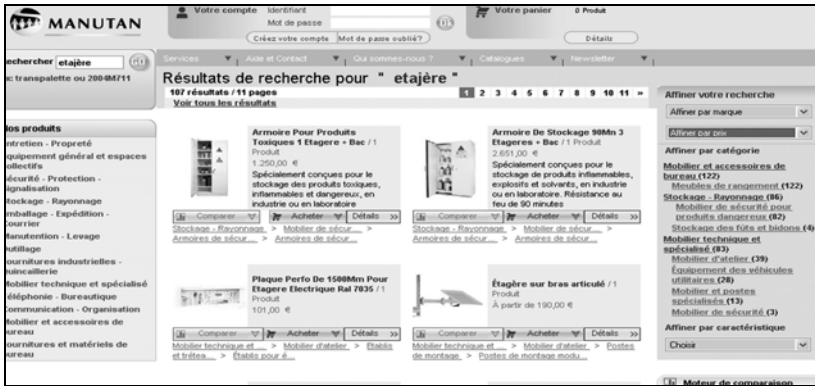 MANUTAN
Votre compte
Identifiant
Mot de passe
Créez votre compte
Mot de passe oublié?
Votre panier
0 Produit
Détails
echercher
etajère
transpalette ou 2004M711
Services
Aide et Contact
Qui sommes-nous ?
Catalogues
Newsletter
Résultats de recherche pour " etajère "
107 résultats /11 pages
1 2 3 4 5 6 7 8 9 10 11 »
Voir tous les résultats
los produits
ntretien - Propreté
quipement général et espaces
ollectifs
écurité - Protection -
ignalisation
tockage - Rayonnage
mballage - Expédition -
ourrier
anutention - Levage
utillage
ournitures industrielles -
uincaillerie
obilier technique et spécialisé
éléphonie - Bureautique
ommunication - Organisation
obilier et accessoires de
ureau
ournitures et matériels de
ureau
Armoire Pour Produits
Toxiques 1 Etagere + Bac / 1
Produit
1.250,00 €
Spécialement conçues pour le
stockage des produits toxiques,
inflammables et dangereux, en
industrie ou en laboratoire
Comparer
Acheter
Détails »
Stockage - Rayonnage > Mobilier de sécur... >
Armoires de sécur... > Armoires de sécur...
Armoire De Stockage 90Mn 3
Etageres + Bac / 1 Produit
2.651,00 €
Spécialement conçues pour le
stockage de produits inflammables,
explosifs et solvants, en industrie
ou en laboratoire. Résistance au
feu de 90 minutes
Comparer
Acheter
Détails »
Stockage - Rayonnage > Mobilier de sécur... >
Armoires de sécur... > Armoires de sécur...
Plaque Perfo De 1500Mm Pour
Etagere Electrique Ral 7035 / 1
Produit
101,00 €
Comparer
Acheter
Détails »
Mobilier technique et ... > Mobilier d'atelier > Etablis
et trétea... > Établis pour é...
Étagère sur bras articulé / 1
Produit
À partir de 190,00 €
Comparer
Acheter
Détails »
Mobilier technique et ... > Mobilier d'atelier > Postes
de montage > Postes de montage modu...
Affiner votre recherche
Affiner par marque
Affiner par prix
Affiner par catégorie
Mobilier et accessoires de
bureau (122)
Meubles de rangement (122)
Stockage - Rayonnage (86)
Mobilier de sécurité pour
produits dangereux (82)
Stockage des fûts et bidons (4)
Mobilier technique et
spécialisé (83)
Mobilier d'atelier (39)
Équipement des véhicules
utilitaires (28)
Mobilier et postes
spécialisés (13)
Mobilier de sécurité (3)
Affiner par caractéristique
Choisir
Moteur de comparaison